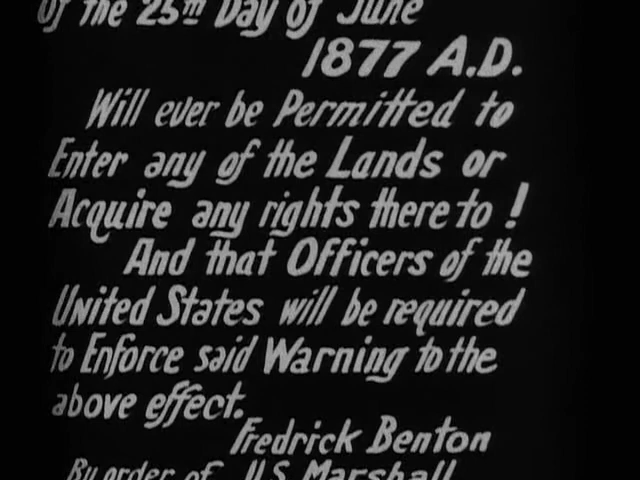 of the 25th Day of June
1877 A.D.
Will ever be Permitted to
Enter any of the Lands or
Acquire any rights there to !
And that Officers of the
United States will be required
to Enforce said Warning to the
above effect.
Fredrick Benton
By order of U.S. Marshall